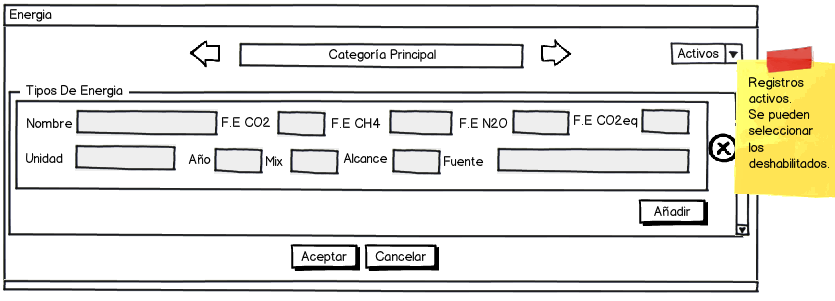 Energia
Categoría Principal
Activos
Registros
activos.
Se pueden
seleccionar
los
deshabilitados.
Tipos De Energia
Nombre F.E CO2 F.E CH4 F.E N2O F.E CO2eq
Unidad Año Mix Alcance Fuente
Añadir
Aceptar Cancelar